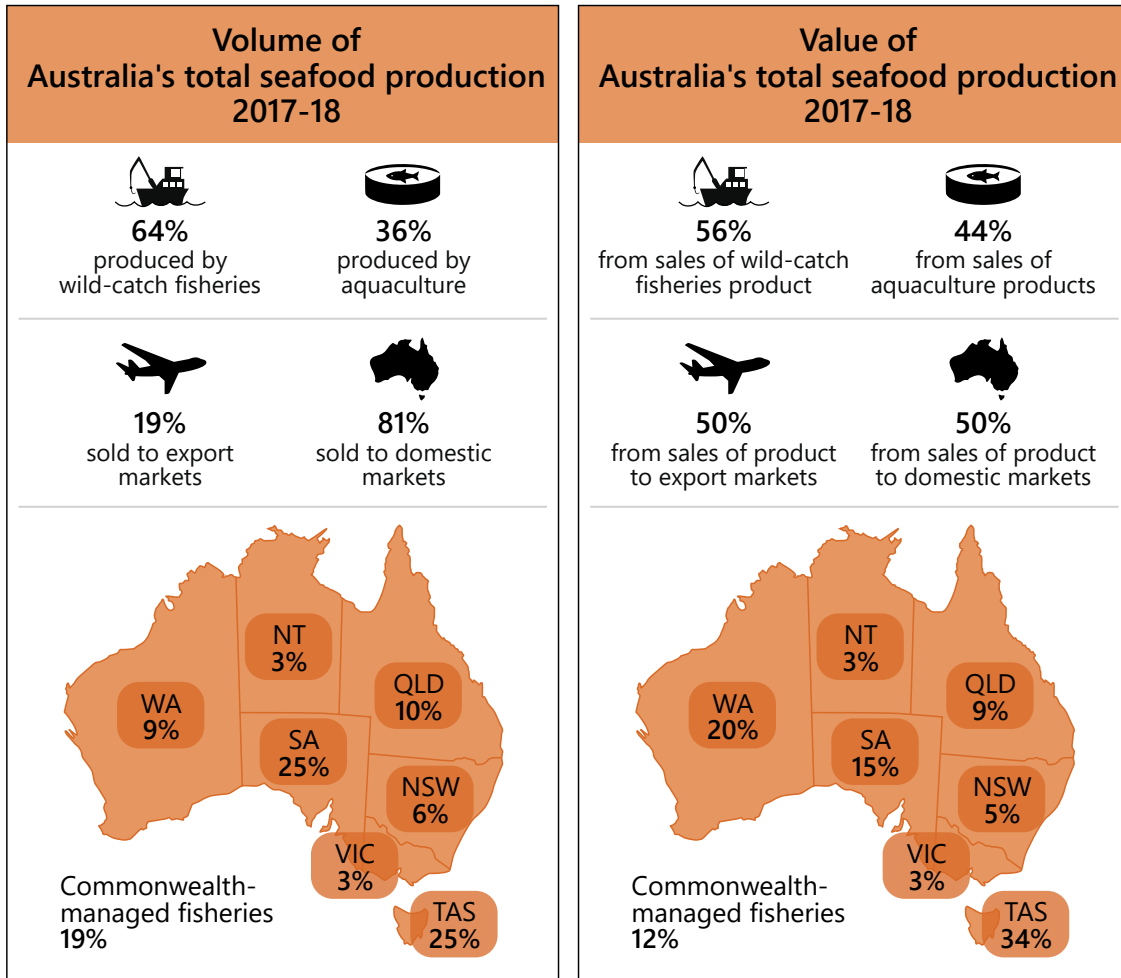 Volume of
Australia's total seafood production
2017-18
64%
produced by
wild-catch fisheries
36%
produced by
aquaculture
19%
sold to export
markets
81%
sold to domestic
markets
NT
3%
WA
9%
QLD
10%
SA
25%
NSW
6%
VIC
3%
TAS
25%
Commonwealth-
managed fisheries
19%
Value of
Australia's total seafood production
2017-18
56%
from sales of wild-catch
fisheries product
44%
from sales of
aquaculture products
50%
from sales of product
to export markets
50%
from sales of product
to domestic markets
NT
3%
WA
20%
QLD
9%
SA
15%
NSW
5%
VIC
3%
TAS
34%
Commonwealth-
managed fisheries
12%